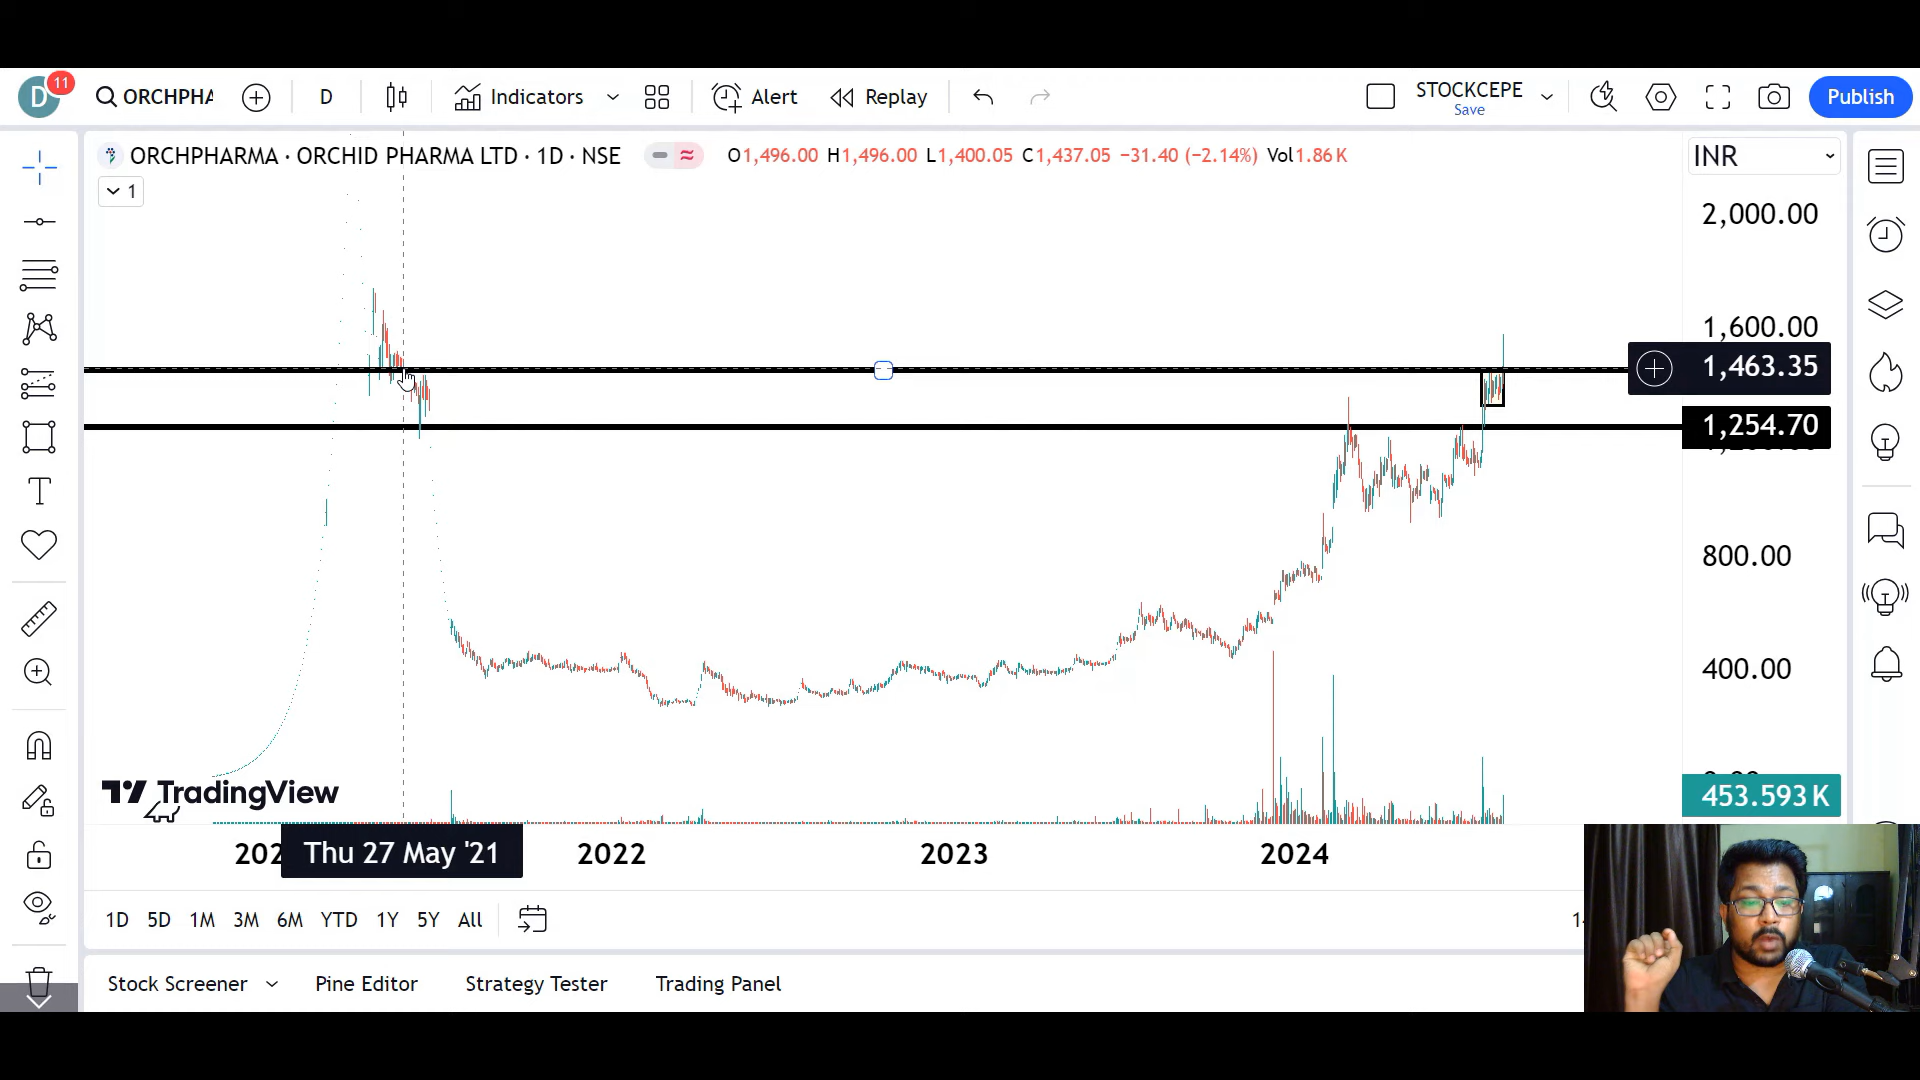 D
11
ORCHPHA
D
Indicators
Alert
Replay
STOCKCEPE
Save
Publish
ORCHPHARMA · ORCHID PHARMA LTD · 1D · NSE
O1,496.00 H1,496.00 L1,400.05 C1,437.05 −31.40 (−2.14%) Vol1.86 K
INR
1
2,000.00
1,600.00
1,463.35
1,254.70
800.00
400.00
453.593 K
TradingView
Thu 27 May '21
2022
2023
2024
1D 5D 1M 3M 6M YTD 1Y 5Y All
Stock Screener
Pine Editor
Strategy Tester
Trading Panel